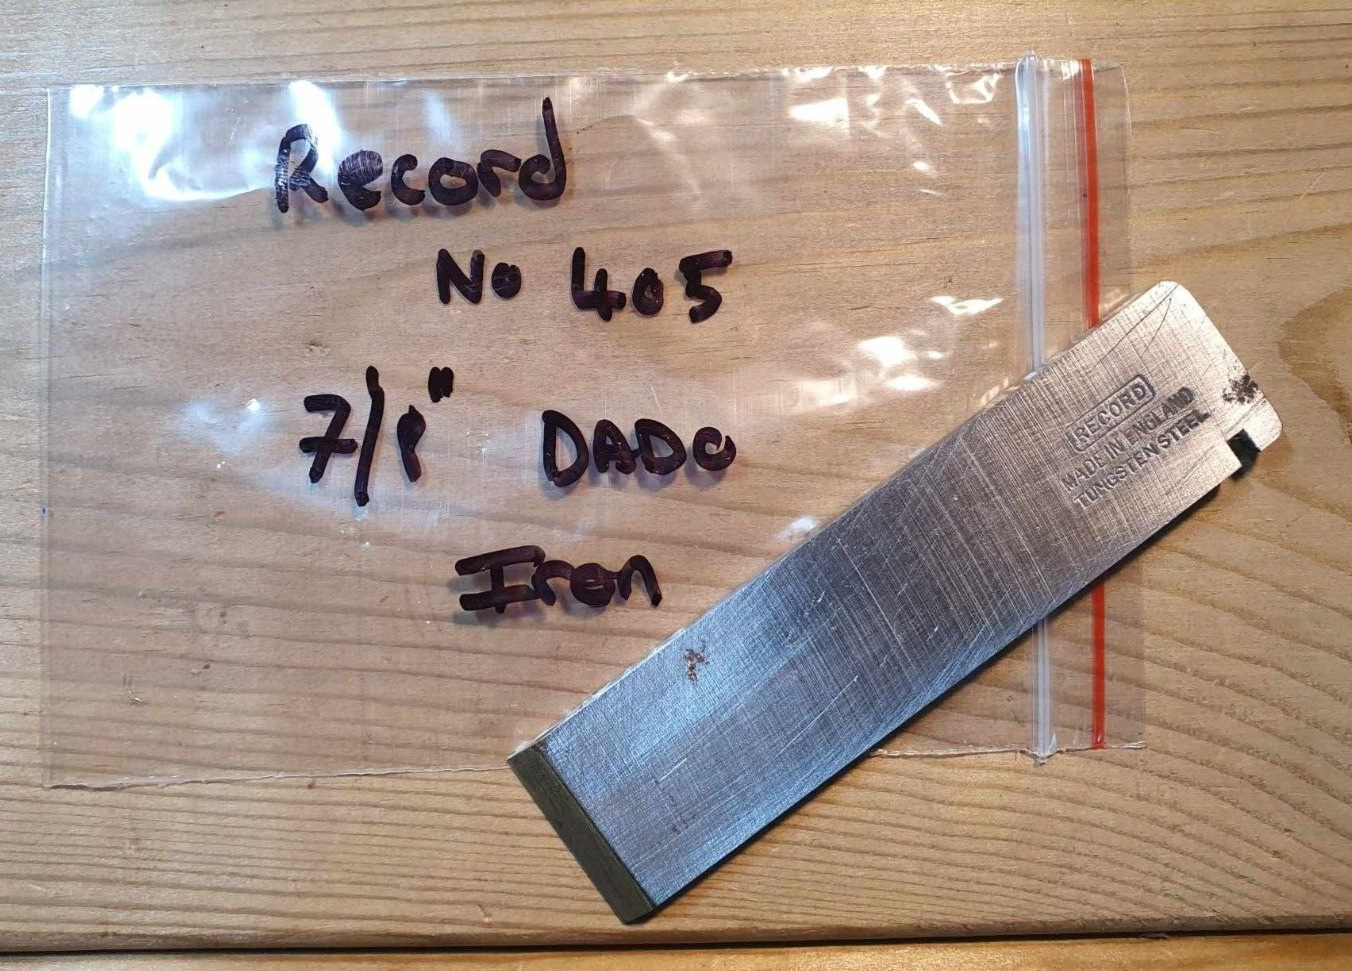 Record
No 405
7/8" DADO
Iron
RECORD
MADE IN ENGLAND
TUNGSTEN STEEL